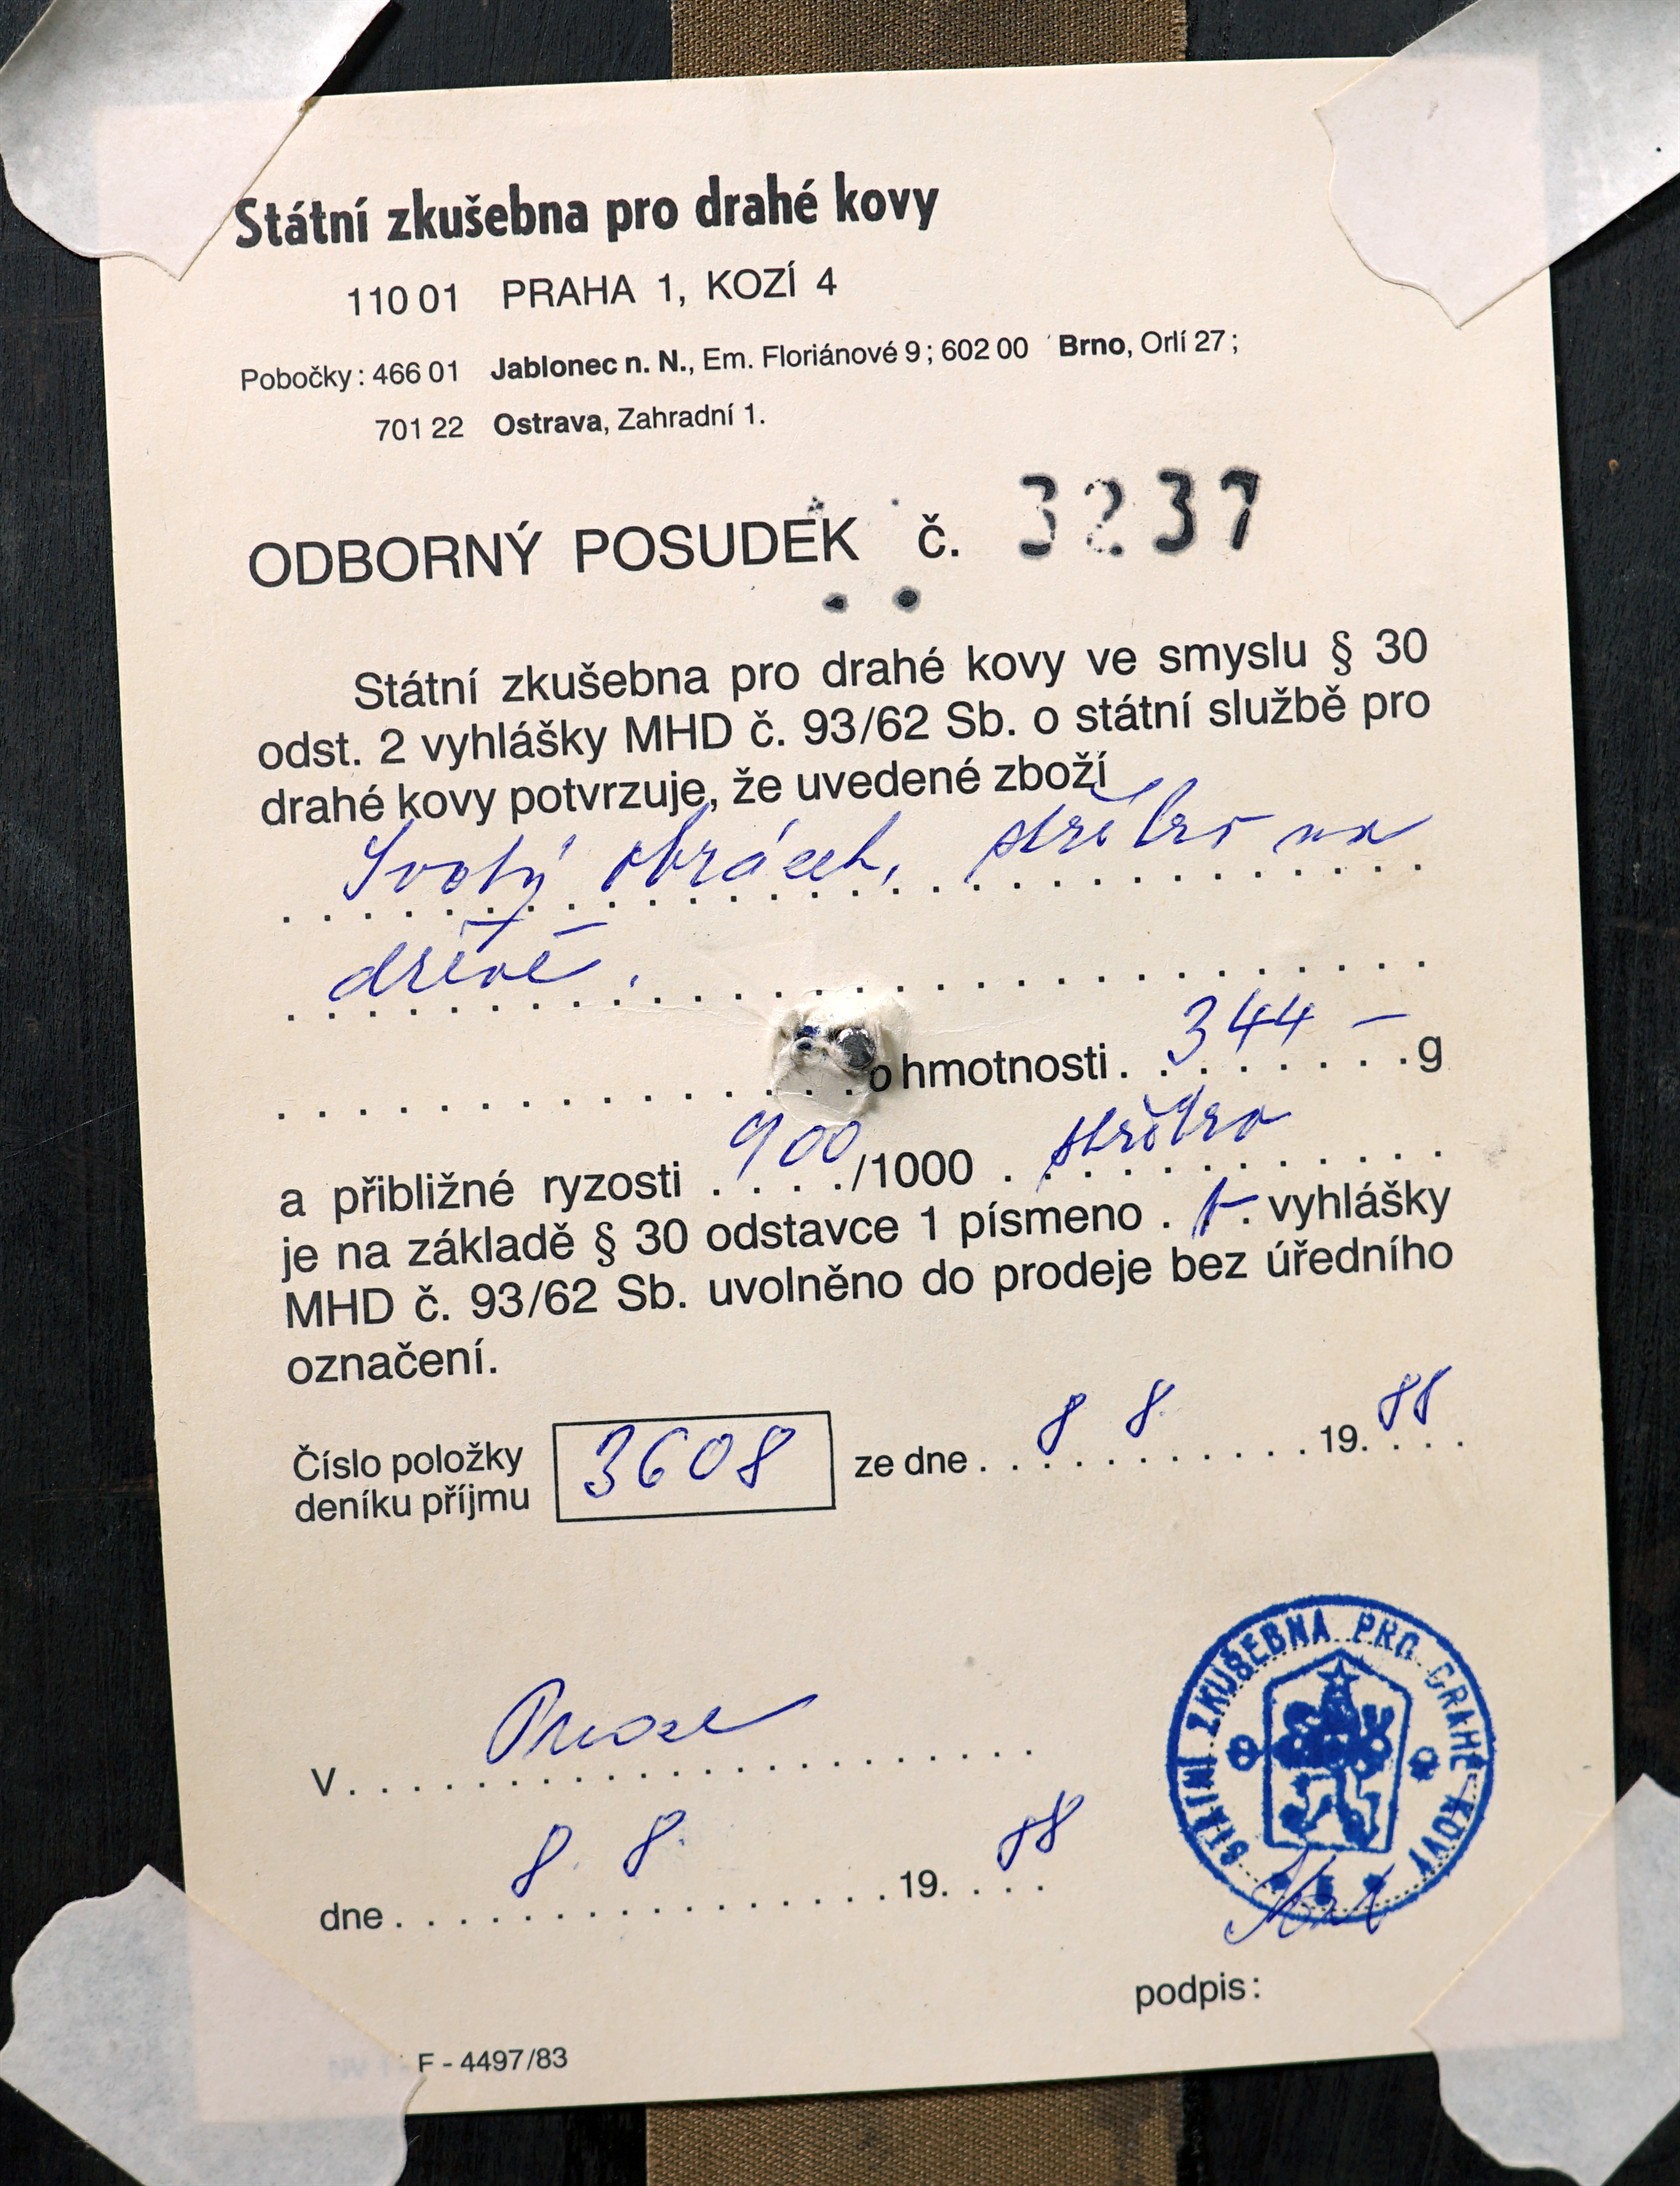 Státní zkušebna pro drahé kovy
110 01 PRAHA 1, KOZÍ 4
Pobočky: 466 01 Jablonec n. N., Em. Floriánové 9; 602 00 Brno, Orlí 27;
701 22 Ostrava, Zahradní 1.
ODBORNÝ POSUDEK č. 3237
Státní zkušebna pro drahé kovy ve smyslu § 30
odst. 2 vyhlášky MHD č. 93/62 Sb. o státní službě pro
drahé kovy potvrzuje, že uvedené zboží
Svatý obrázek, stříbro na
dřevě.
o hmotnosti 344 – g
a přibližné ryzosti 900/1000 stříbro
je na základě § 30 odstavce 1 písmeno vyhlášky
MHD č. 93/62 Sb. uvolněno do prodeje bez úředního
označení.
Číslo položky
deníku příjmu 3608 ze dne 8 8 1988
V Praze
dne 8. 8. 1988
STÁTNÍ ZKUŠEBNA PRO DRAHÉ KOVY
podpis:
F - 4497/83